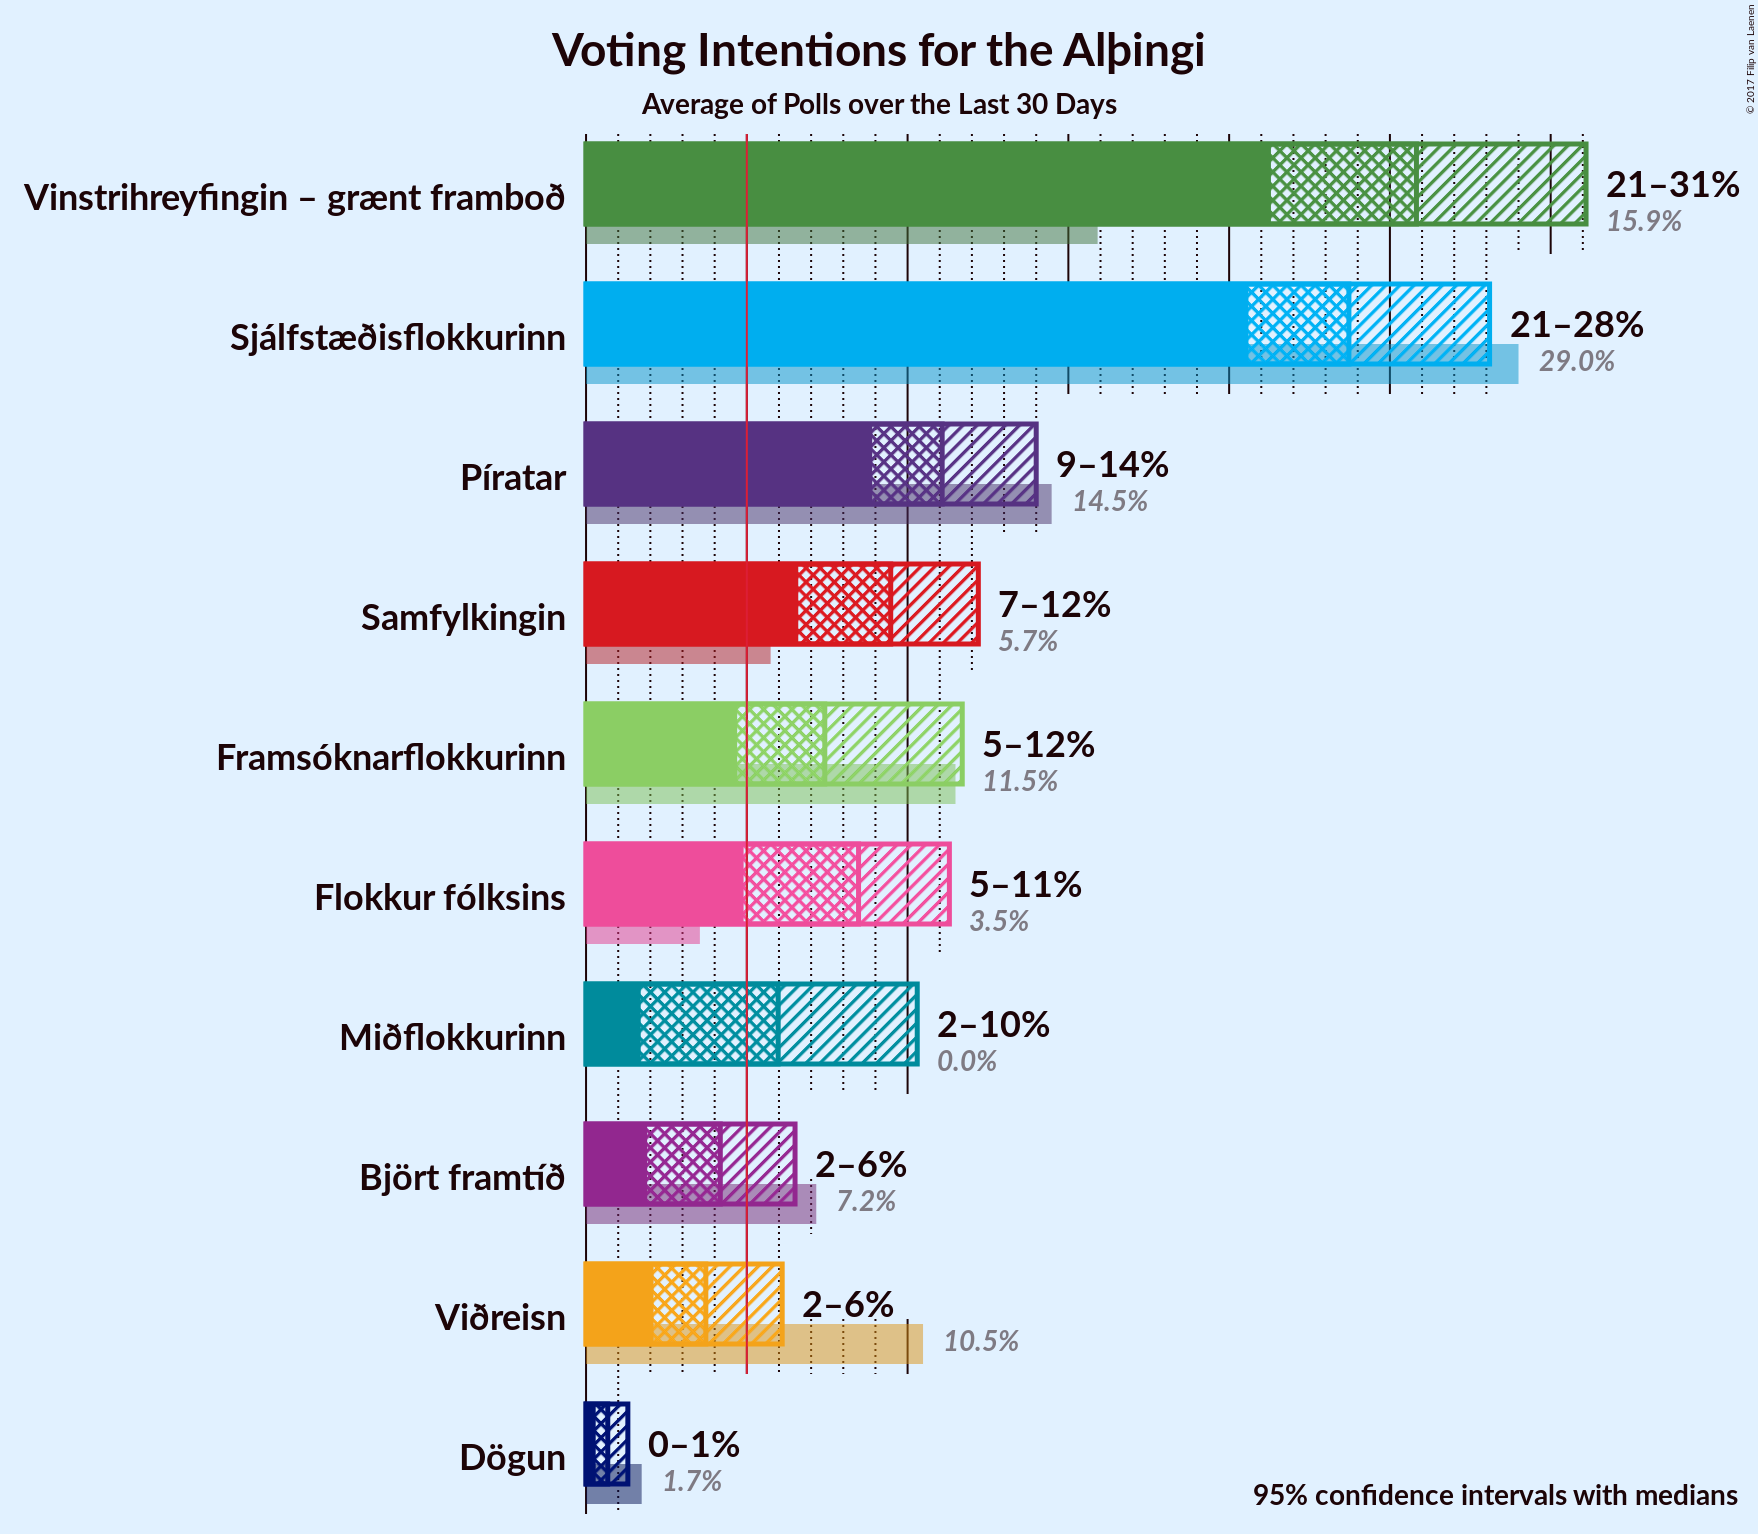 Voting Intentions for the Alþingi
Average of Polls over the Last 30 Days
© 2017 Filip van Laenen
Vinstrihreyfingin – grænt framboð
21–31%
15.9%
Sjálfstæðisflokkurinn
21–28%
29.0%
Píratar
9–14%
14.5%
Samfylkingin
7–12%
5.7%
Framsóknarflokkurinn
5–12%
11.5%
Flokkur fólksins
5–11%
3.5%
Miðflokkurinn
2–10%
0.0%
Björt framtíð
2–6%
7.2%
Viðreisn
2–6%
10.5%
Dögun
0–1%
1.7%
95% confidence intervals with medians